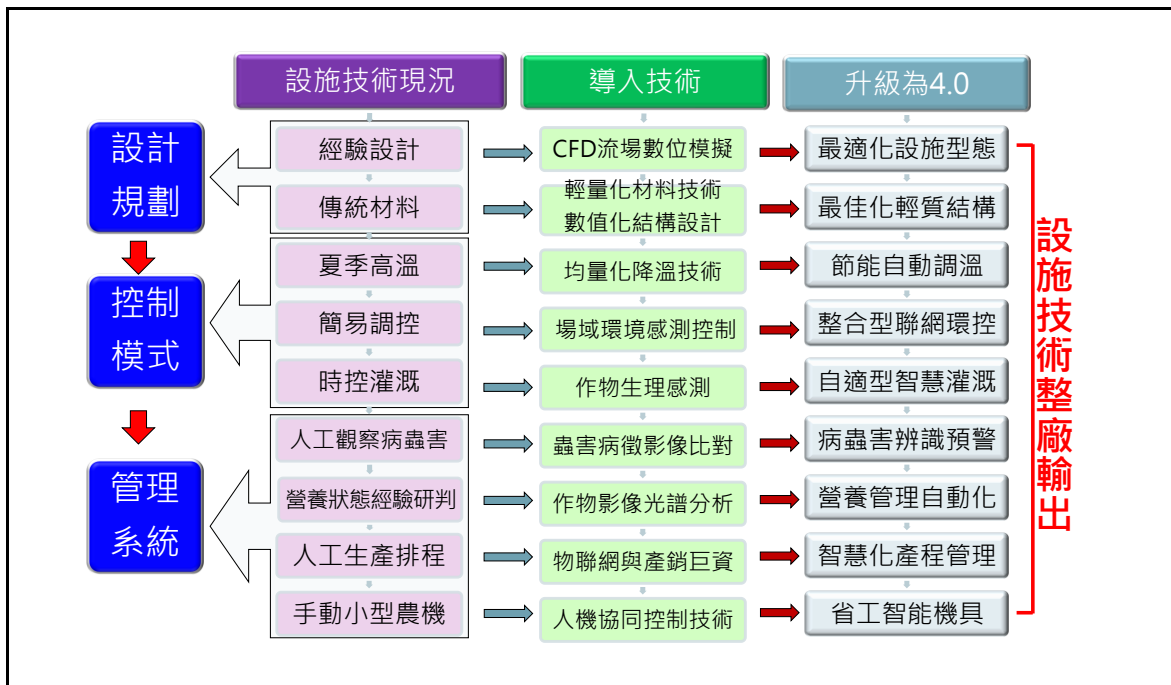 設施技術現況
導入技術
升級為4.0
設計
規劃
經驗設計
CFD流場數位模擬
最適化設施型態
傳統材料
輕量化材料技術
數值化結構設計
最佳化輕質結構
控制
模式
夏季高溫
均量化降溫技術
節能自動調溫
簡易調控
場域環境感測控制
整合型聯網環控
時控灌溉
作物生理感測
自適型智慧灌溉
管理
系統
人工觀察病蟲害
蟲害病徵影像比對
病蟲害辨識預警
營養狀態經驗研判
作物影像光譜分析
營養管理自動化
人工生產排程
物聯網與產銷巨資
智慧化產程管理
手動小型農機
人機協同控制技術
省工智能機具
設施技術整廠輸出